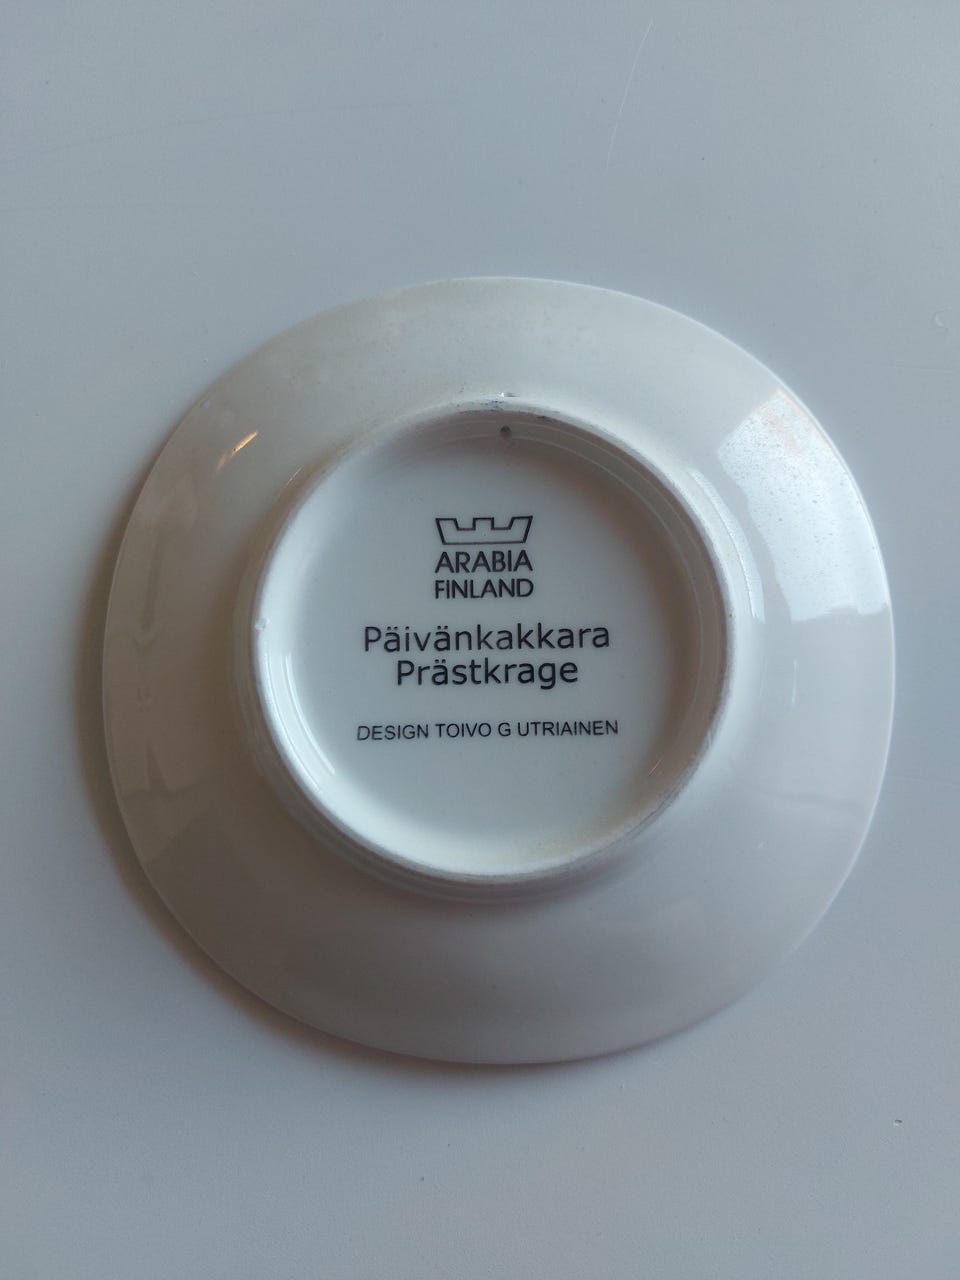 ARABIA
FINLAND
Päivänkakkara
Prästkrage
DESIGN TOIVO G UTRIAINEN